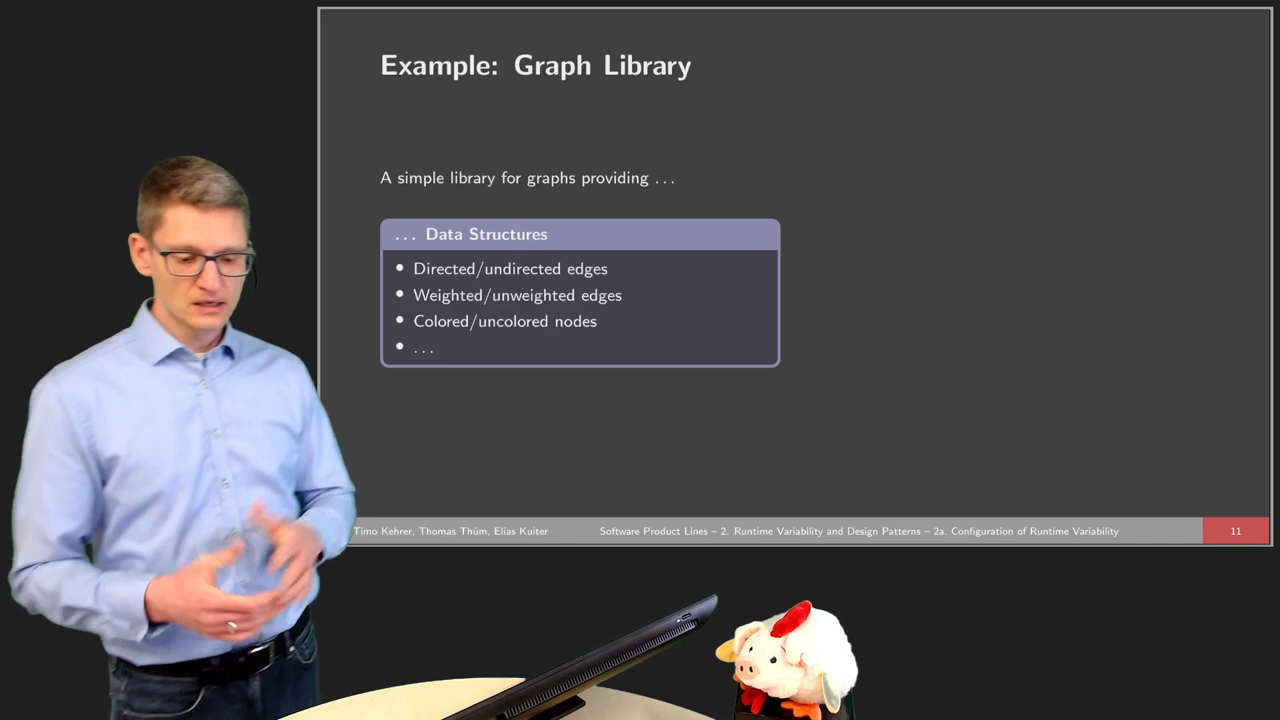 Example: Graph Library
A simple library for graphs providing . . .
. . . Data Structures
• Directed/undirected edges
• Weighted/unweighted edges
• Colored/uncolored nodes
• . . .
Timo Kehrer, Thomas Thüm, Elias Kuiter
Software Product Lines – 2. Runtime Variability and Design Patterns – 2a. Configuration of Runtime Variability
11